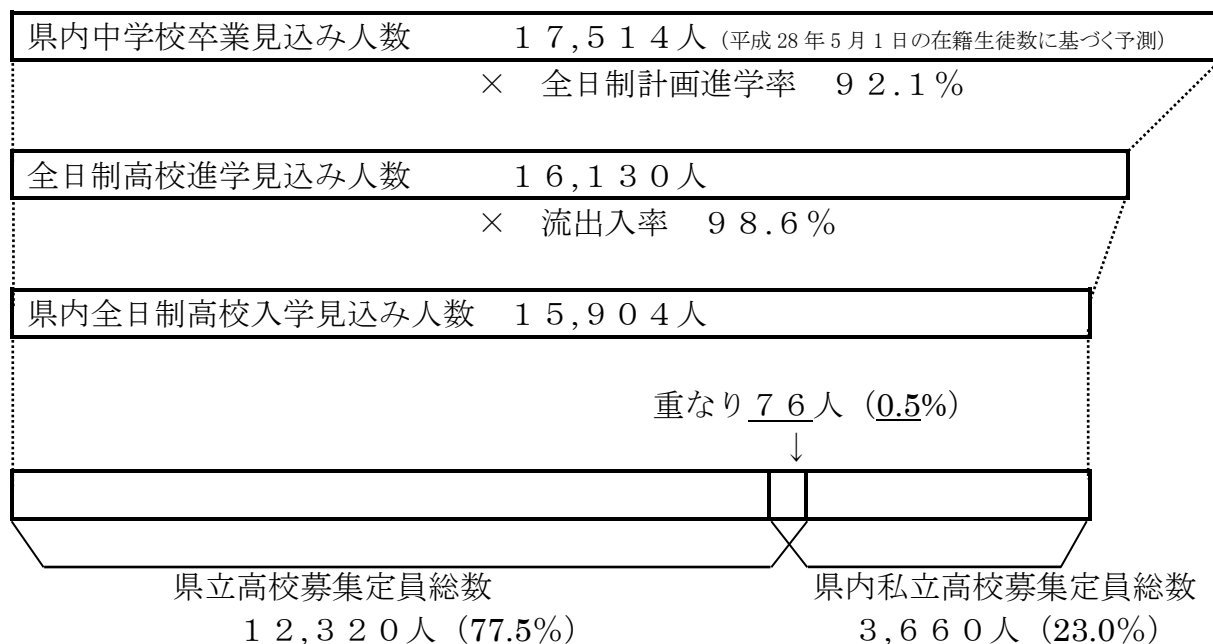 県内中学校卒業見込み人数 17,514人 (平成28年5月1日の在籍生徒数に基づく予測)
× 全日制計画進学率 92.1%
全日制高校進学見込み人数 16,130人
× 流出入率 98.6%
県内全日制高校入学見込み人数 15,904人
重なり76人 (0.5%)
↓
県立高校募集定員総数 県内私立高校募集定員総数
12,320人 (77.5%) 3,660人 (23.0%)